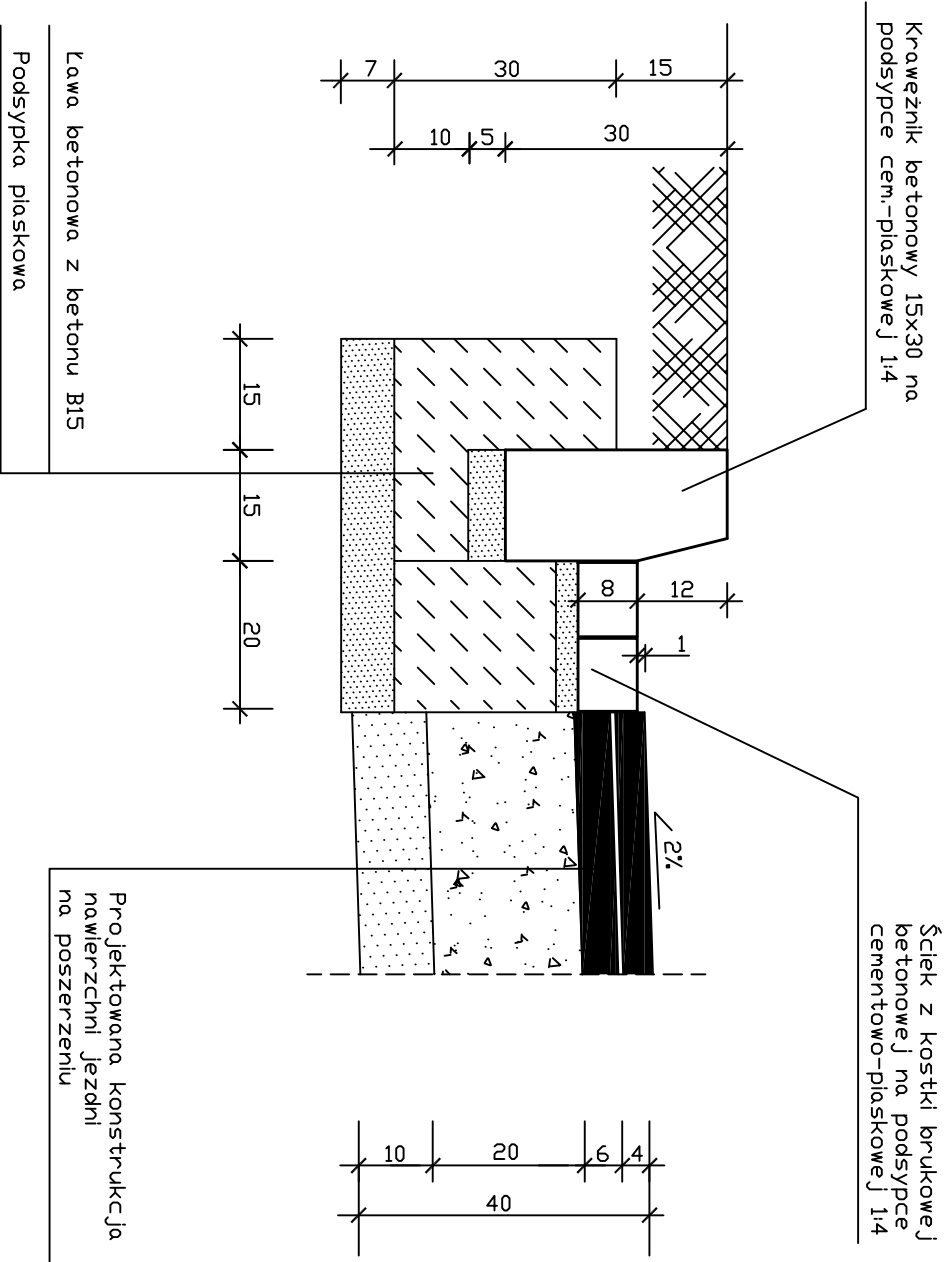 Krawężnik betonowy 15x30 na
podsypce cem.-piaskowej 1:4
Ściek z kostki brukowej
betonowej na podsypce
cementowo-piaskowej 1:4
7
30
15
10
5
30
15
15
20
8
12
1
2%
10
20
6
4
40
Ława betonowa z betonu B15
Podsypka piaskowa
Projektowana konstrukcja
nawierzchni jezdni
na poszerzeniu